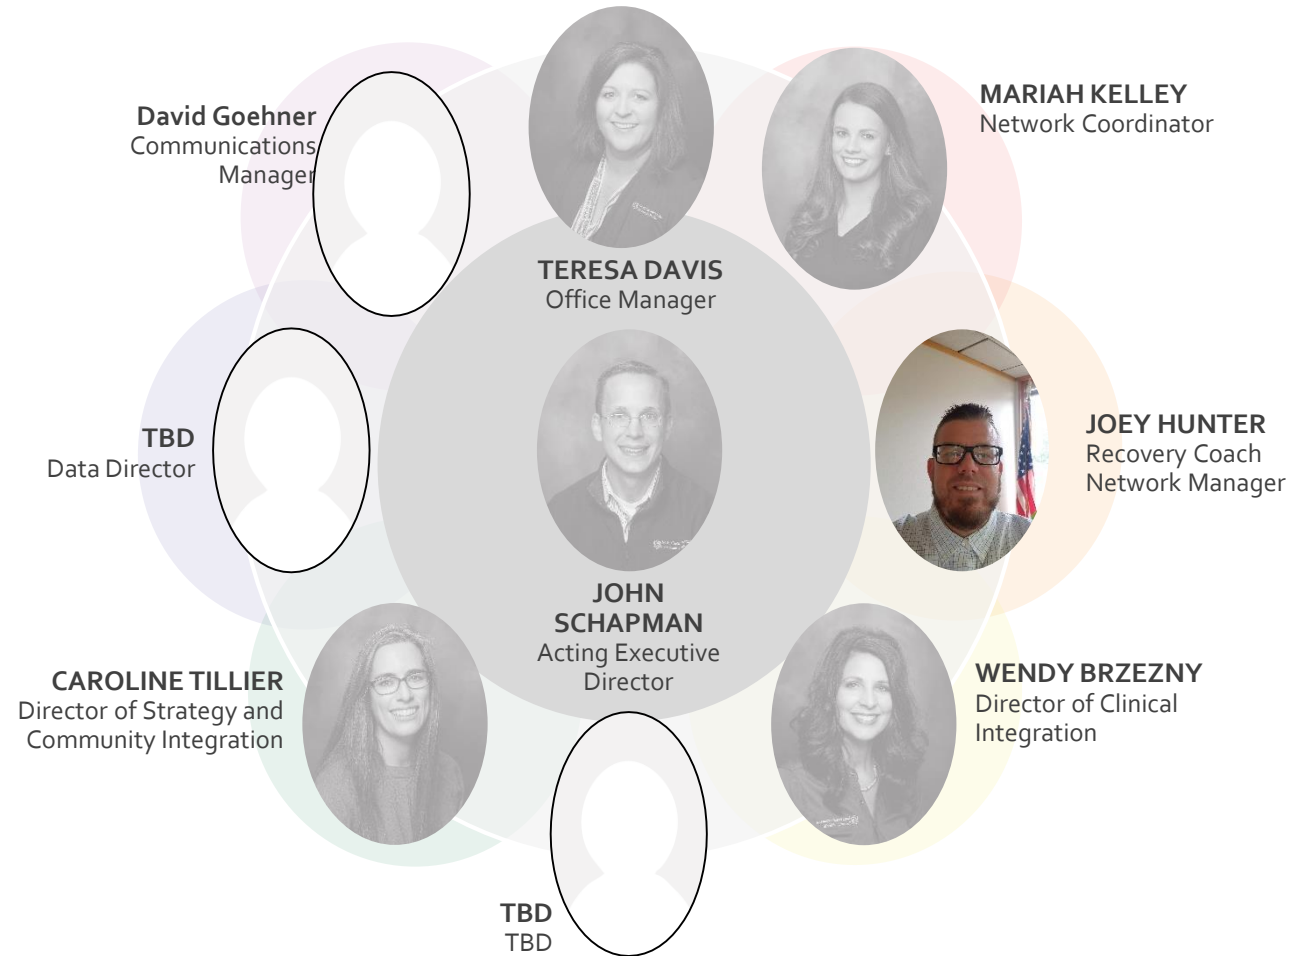 David Goehner
Communications
Manager
TERESA DAVIS
Office Manager
MARIAH KELLEY
Network Coordinator
TBD
Data Director
JOHN
SCHAPMAN
Acting Executive
Director
JOEY HUNTER
Recovery Coach
Network Manager
CAROLINE TILLIER
Director of Strategy and
Community Integration
WENDY BRZEZNY
Director of Clinical
Integration
TBD
TBD